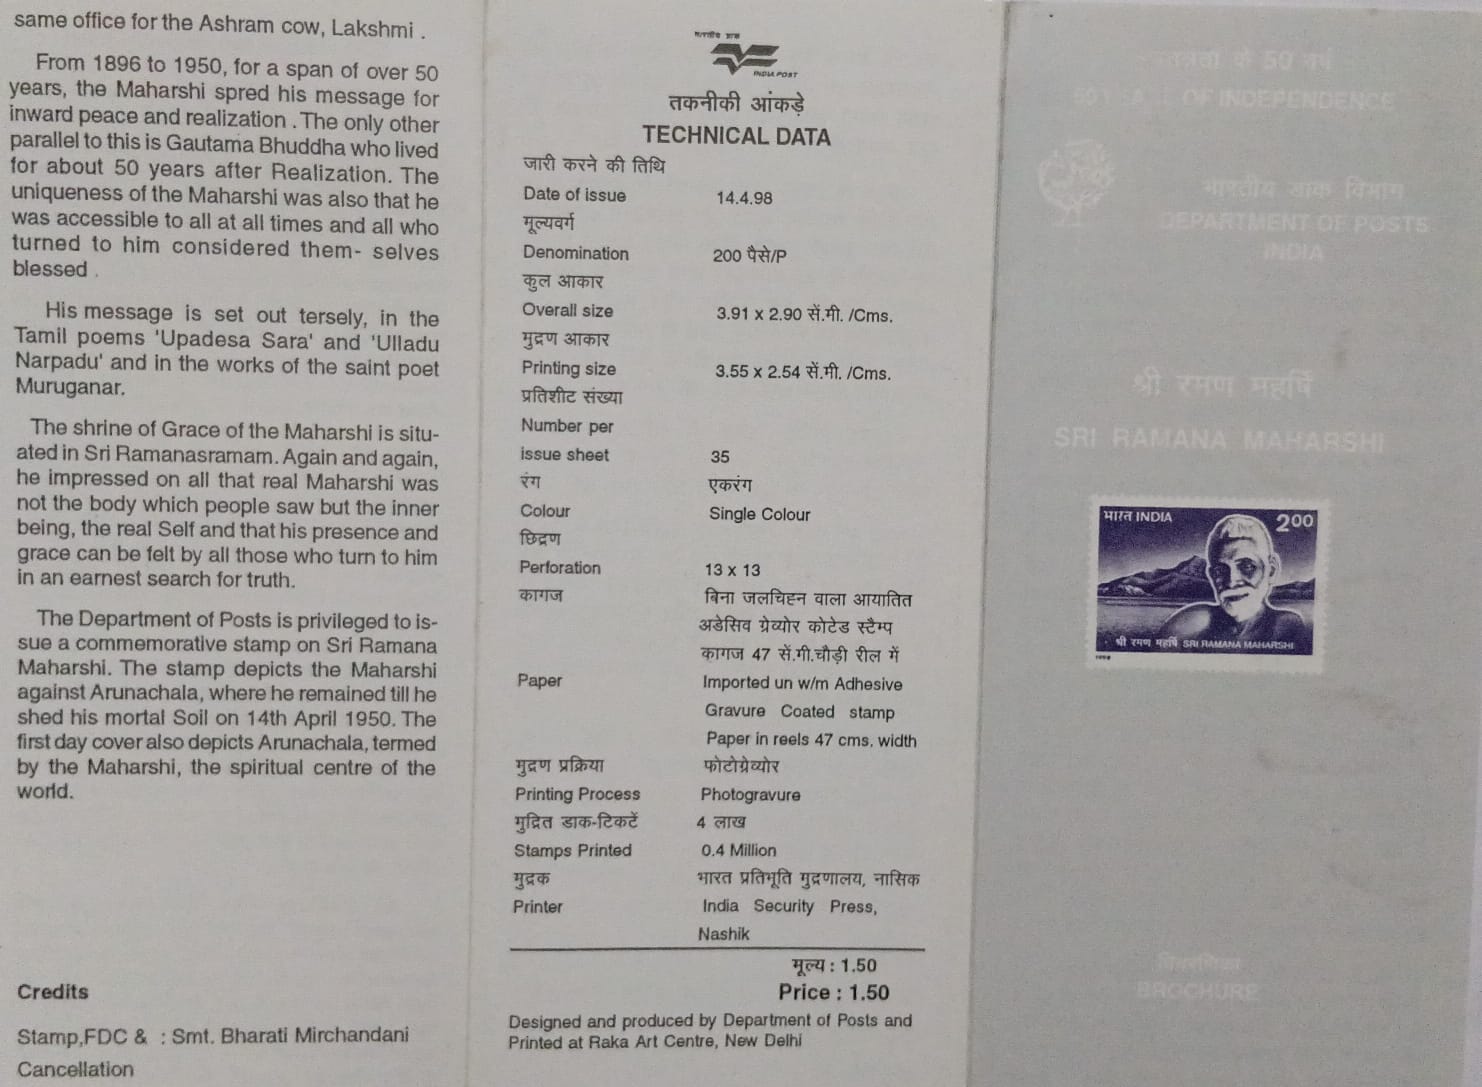 same office for the Ashram cow, Lakshmi .
From 1896 to 1950, for a span of over 50
years, the Maharshi spred his message for
inward peace and realization . The only other
parallel to this is Gautama Bhuddha who lived
for about 50 years after Realization. The
uniqueness of the Maharshi was also that he
was accessible to all at all times and all who
turned to him considered them- selves
blessed .
His message is set out tersely, in the
Tamil poems 'Upadesa Sara' and 'Ulladu
Narpadu' and in the works of the saint poet
Muruganar.
The shrine of Grace of the Maharshi is situ-
ated in Sri Ramanasramam. Again and again,
he impressed on all that real Maharshi was
not the body which people saw but the inner
being, the real Self and that his presence and
grace can be felt by all those who turn to him
in an earnest search for truth.
The Department of Posts is privileged to is-
sue a commemorative stamp on Sri Ramana
Maharshi. The stamp depicts the Maharshi
against Arunachala, where he remained till he
shed his mortal Soil on 14th April 1950. The
first day cover also depicts Arunachala, termed
by the Maharshi, the spiritual centre of the
world.
Credits
Stamp,FDC & : Smt. Bharati Mirchandani
Cancellation
भारतीय डाक
INDIA POST
तकनीकी आंकड़े
TECHNICAL DATA
जारी करने की तिथि
Date of issue 14.4.98
मूल्यवर्ग
Denomination 200 पैसे/P
कुल आकार
Overall size 3.91 x 2.90 सें.मी. /Cms.
मुद्रण आकार
Printing size 3.55 x 2.54 सें.मी. /Cms.
प्रतिशीट संख्या
Number per
issue sheet 35
रंग एकरंग
Colour Single Colour
छिद्रण
Perforation 13 x 13
कागज बिना जलचिह्न वाला आयातित
अडेसिव ग्रेव्योर कोटेड स्टैम्प
कागज 47 सें.मी.चौड़ी रील में
Paper Imported un w/m Adhesive
Gravure Coated stamp
Paper in reels 47 cms. width
मुद्रण प्रक्रिया फोटोग्रेव्योर
Printing Process Photogravure
मुद्रित डाक-टिकटें 4 लाख
Stamps Printed 0.4 Million
मुद्रक भारत प्रतिभूति मुद्रणालय, नासिक
Printer India Security Press,
Nashik
मूल्य : 1.50
Price : 1.50
Designed and produced by Department of Posts and
Printed at Raka Art Centre, New Delhi
के 50 वर्ष
OF INDEPENDENCE
भारतीय डाक विभाग
DEPARTMENT OF POSTS
INDIA
श्री रमण महर्षि
SRI RAMANA MAHARSHI
भारत INDIA 200
श्री रमण महर्षि SRI RAMANA MAHARSHI
1998
विवरणिका
BROCHURE